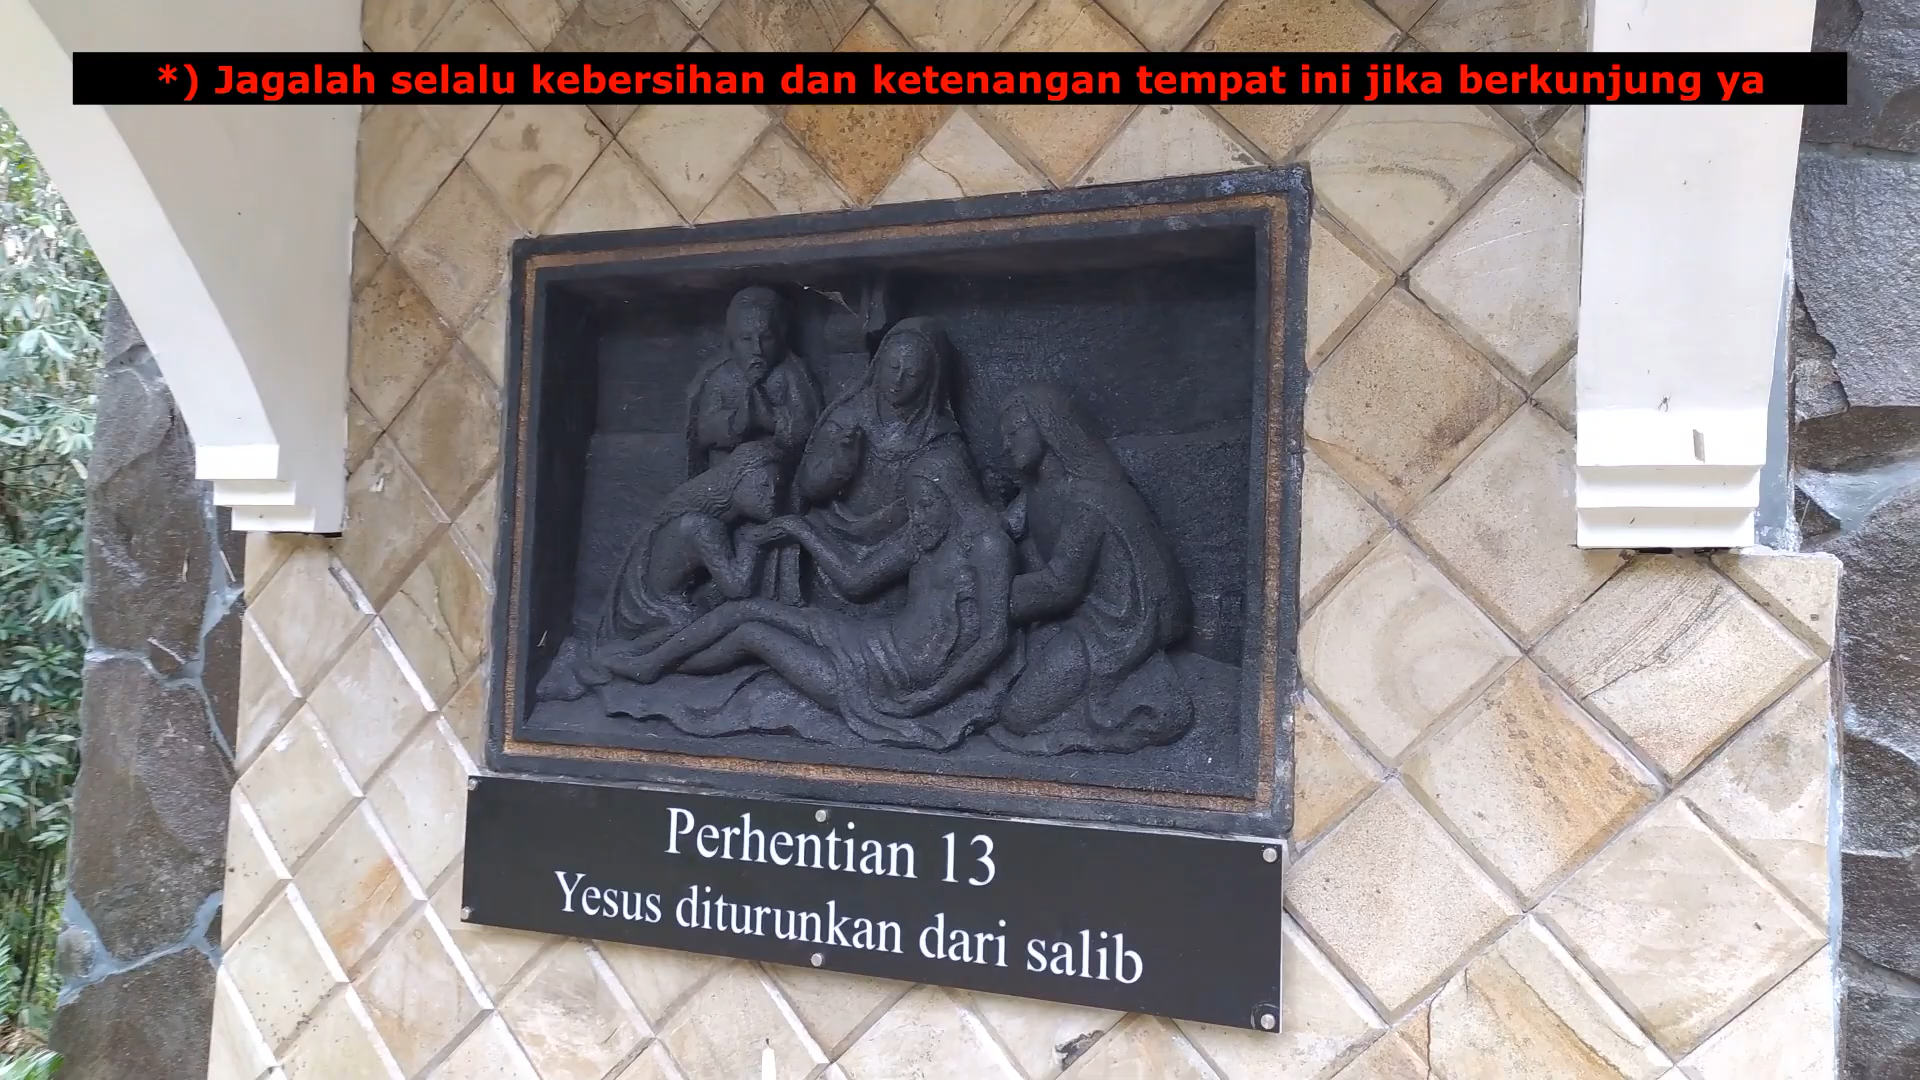 *) Jagalah selalu kebersihan dan ketenangan tempat ini jika berkunjung ya
Perhentian 13
Yesus diturunkan dari salib